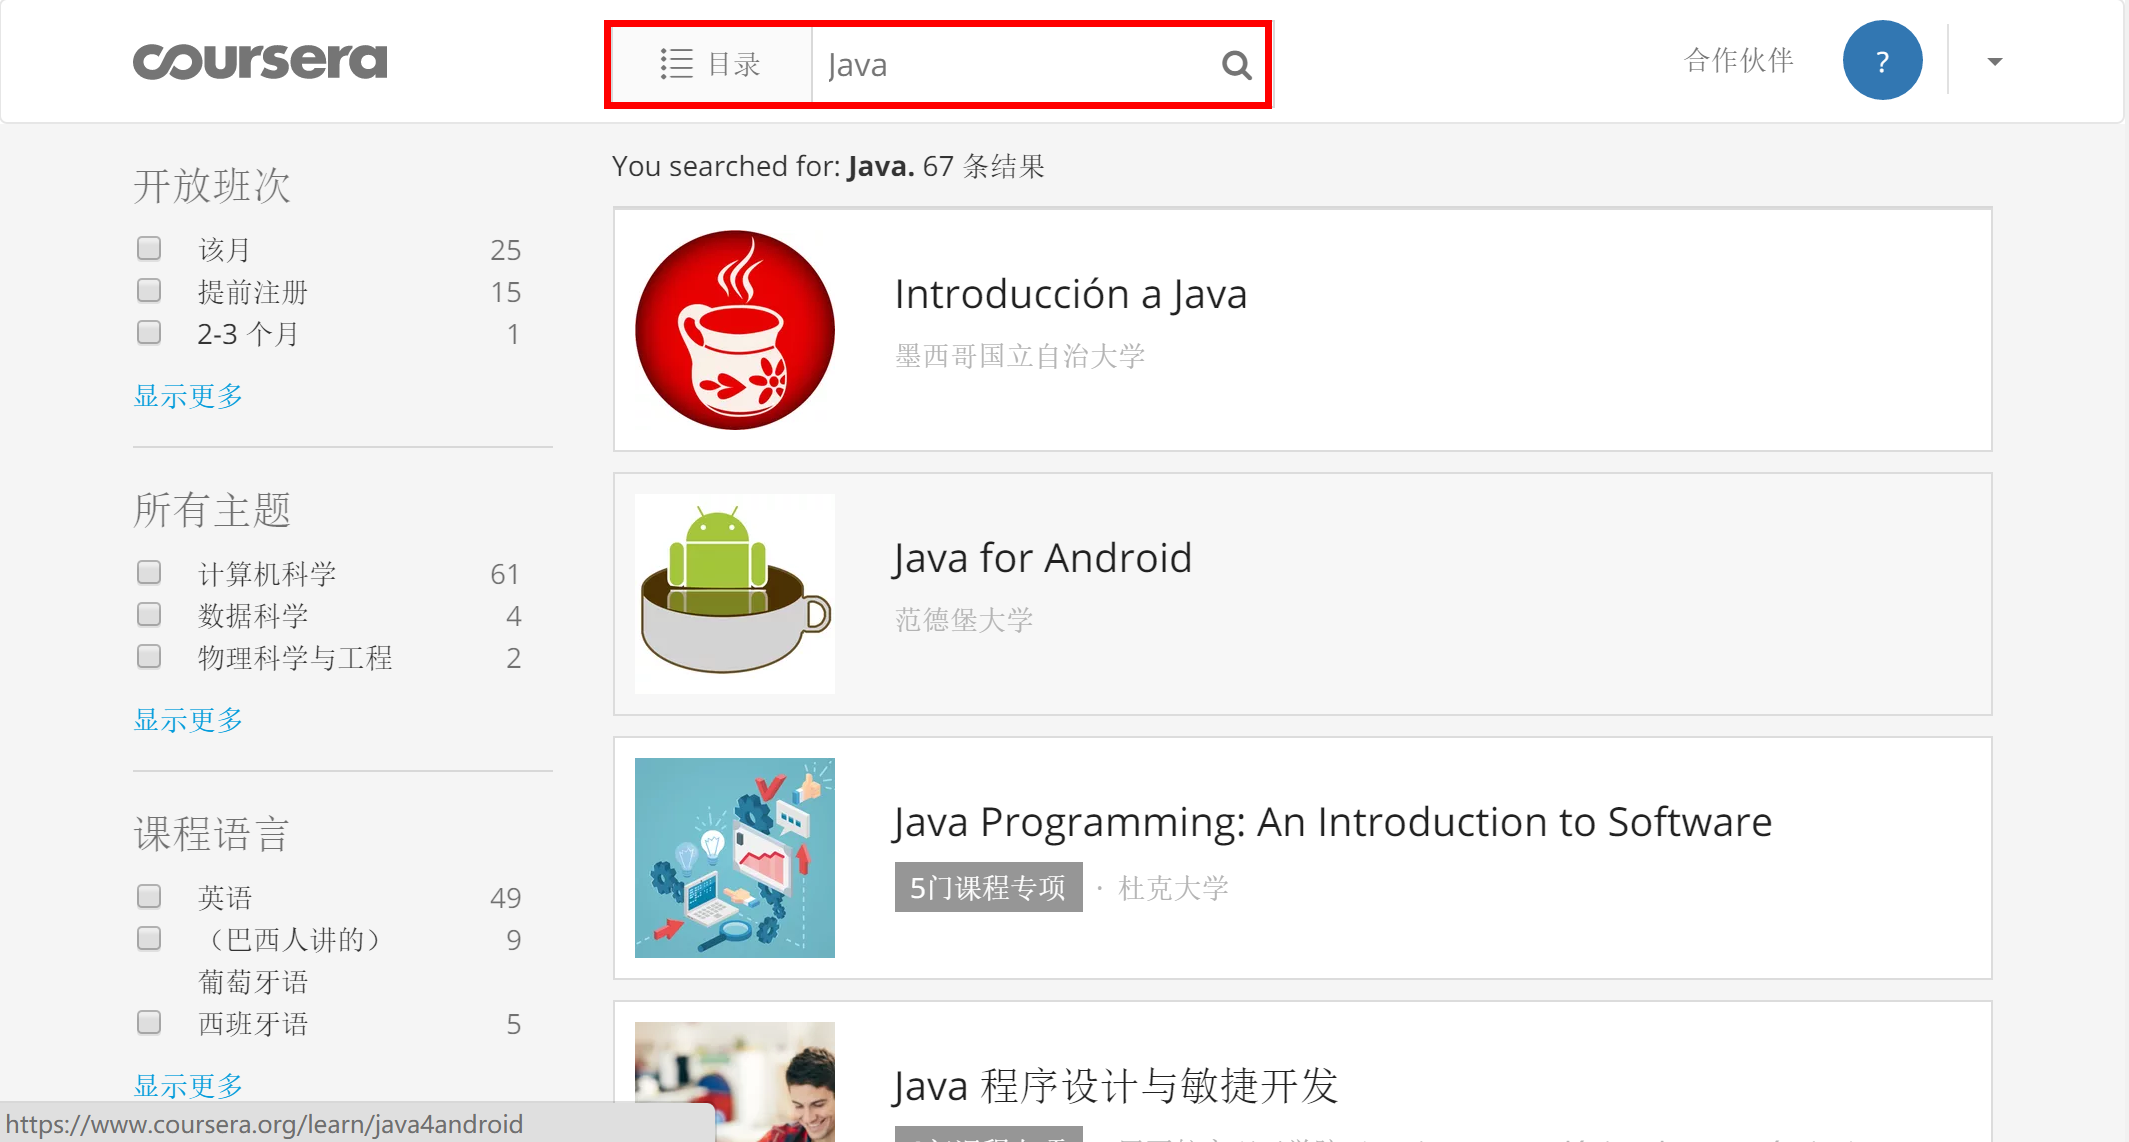 coursera
目录
Java
合作伙伴
?
You searched for: Java. 67 条结果
开放班次
该月 25
提前注册 15
2-3 个月 1
显示更多
所有主题
计算机科学 61
数据科学 4
物理科学与工程 2
显示更多
课程语言
英语 49
（巴西人讲的） 9
葡萄牙语
西班牙语 5
显示更多
Introducción a Java
墨西哥国立自治大学
Java for Android
范德堡大学
Java Programming: An Introduction to Software
5门课程专项 · 杜克大学
Java 程序设计与敏捷开发
https://www.coursera.org/learn/java4android